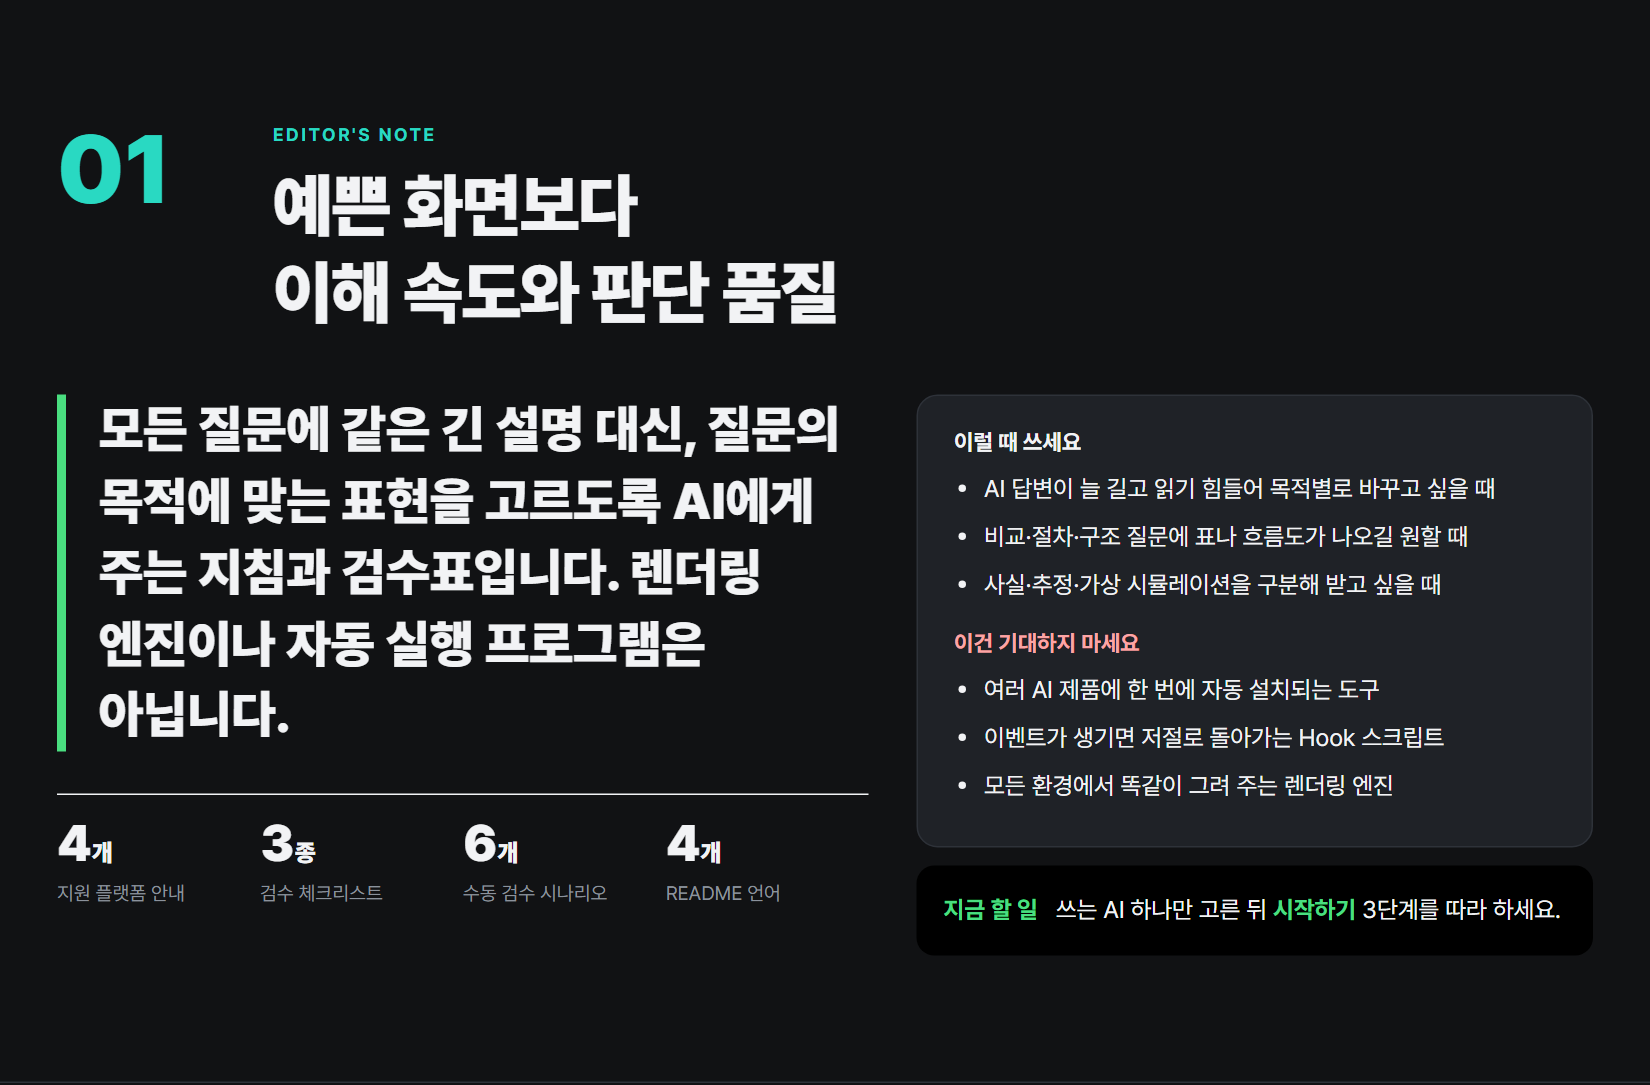 01
EDITOR'S NOTE
예쁜 화면보다
이해 속도와 판단 품질
모든 질문에 같은 긴 설명 대신, 질문의
목적에 맞는 표현을 고르도록 AI에게
주는 지침과 검수표입니다. 렌더링
엔진이나 자동 실행 프로그램은
아닙니다.
4개
지원 플랫폼 안내
3종
검수 체크리스트
6개
수동 검수 시나리오
4개
README 언어
이럴 때 쓰세요
• AI 답변이 늘 길고 읽기 힘들어 목적별로 바꾸고 싶을 때
• 비교·절차·구조 질문에 표나 흐름도가 나오길 원할 때
• 사실·추정·가상 시뮬레이션을 구분해 받고 싶을 때
이건 기대하지 마세요
• 여러 AI 제품에 한 번에 자동 설치되는 도구
• 이벤트가 생기면 저절로 돌아가는 Hook 스크립트
• 모든 환경에서 똑같이 그려 주는 렌더링 엔진
지금 할 일 쓰는 AI 하나만 고른 뒤 시작하기 3단계를 따라 하세요.